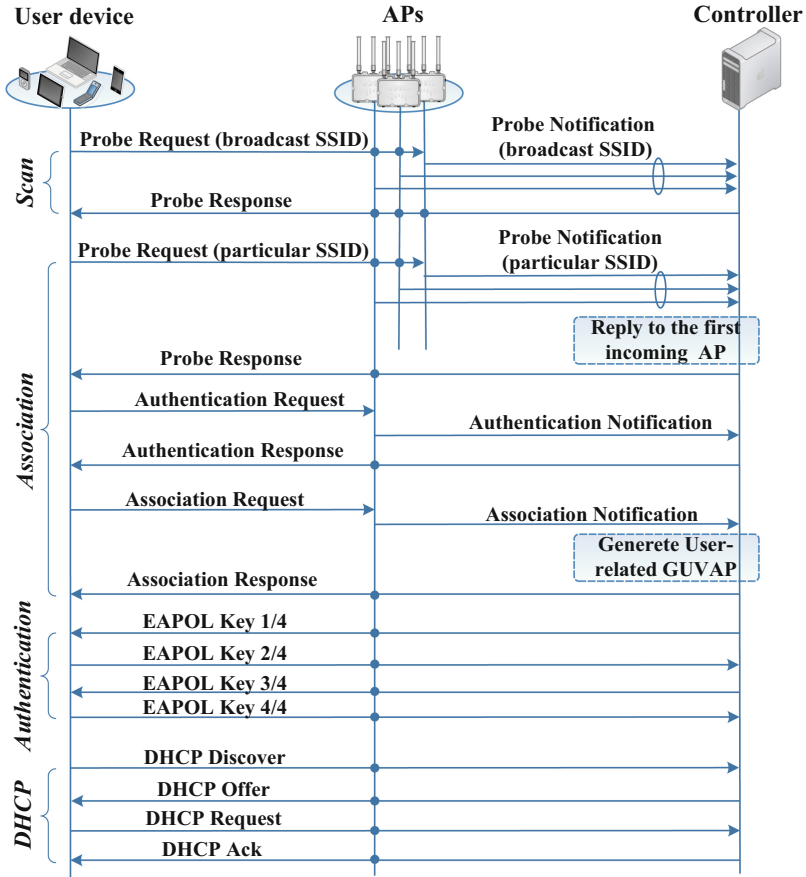 User device
APs
Controller
Scan
Probe Request (broadcast SSID)
Probe Notification
(broadcast SSID)
Probe Response
Association
Probe Request (particular SSID)
Probe Notification
(particular SSID)
Reply to the first
incoming AP
Probe Response
Authentication Request
Authentication Notification
Authentication Response
Association Request
Association Notification
Generete User-
related GUVAP
Association Response
Authentication
EAPOL Key 1/4
EAPOL Key 2/4
EAPOL Key 3/4
EAPOL Key 4/4
DHCP
DHCP Discover
DHCP Offer
DHCP Request
DHCP Ack